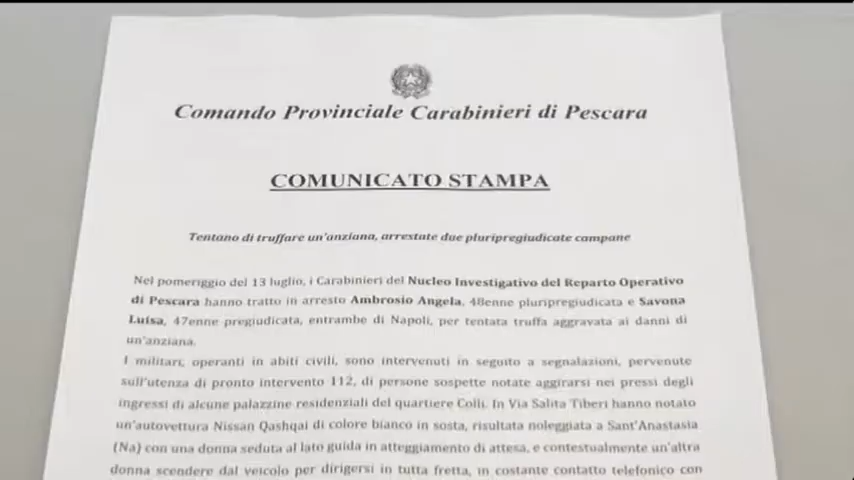 Comando Provinciale Carabinieri di Pescara
COMUNICATO STAMPA
Tentano di truffare un'anziana, arrestate due pluripregiudicate campane
Nel pomeriggio del 13 luglio, i Carabinieri del Nucleo Investigativo del Reparto Operativo
di Pescara hanno tratto in arresto Ambrosio Angela, 48enne pluripregiudicata e Savona
Luisa, 47enne pregiudicata, entrambe di Napoli, per tentata truffa aggravata ai danni di
un'anziana.
I militari, operanti in abiti civili, sono intervenuti in seguito a segnalazioni, pervenute
sull'utenza di pronto intervento 112, di persone sospette notate aggirarsi nei pressi degli
ingressi di alcune palazzine residenziali del quartiere Colli. In Via Salita Tiberi hanno notato
un'autovettura Nissan Qashqai di colore bianco in sosta, risultata noleggiata a Sant'Anastasia
(Na) con una donna seduta al lato guida in atteggiamento di attesa, e contestualmente un'altra
donna scendere dal veicolo per dirigersi in tutta fretta, in costante contatto telefonico con